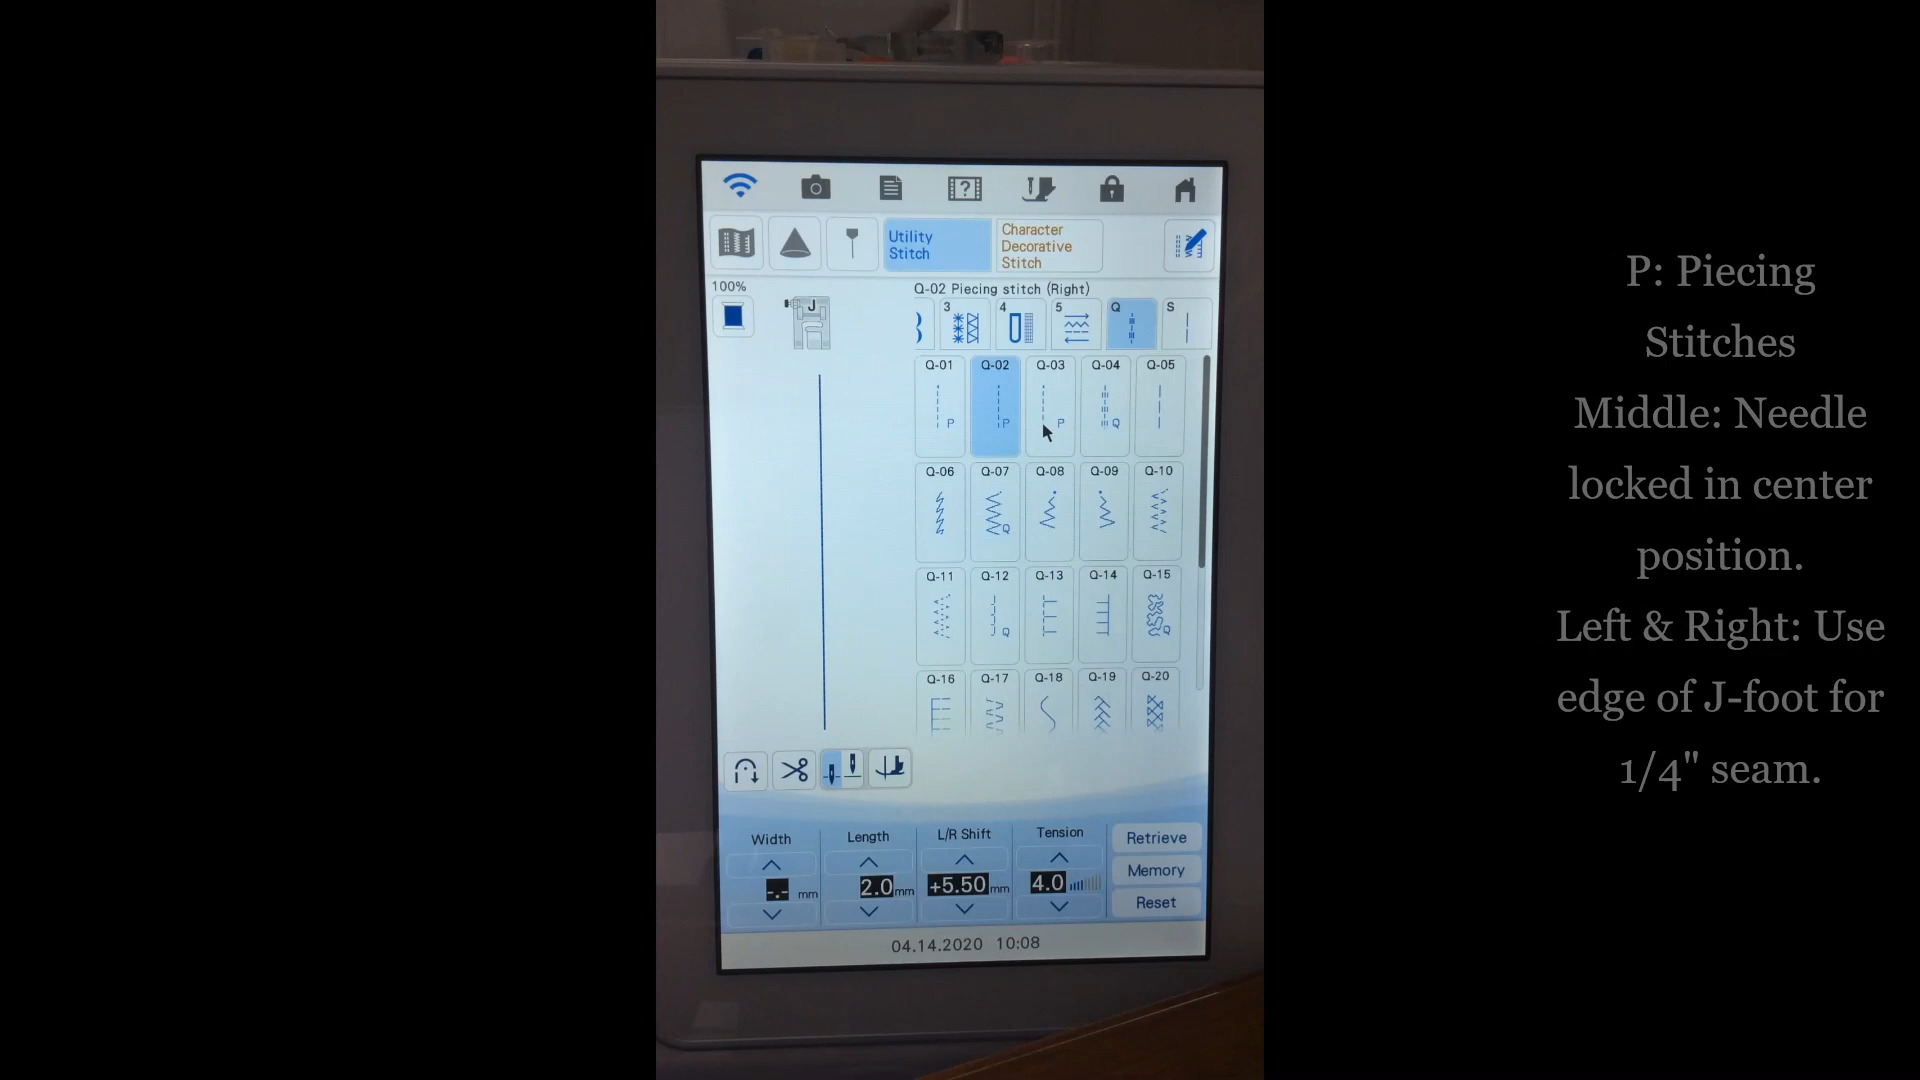 Utility
Stitch
Character
Decorative
Stitch
100%
J
Q-02 Piecing stitch (Right)
3
4
5
Q
S
Q-01
Q-02
Q-03
Q-04
Q-05
P
P
P
Q
Q-06
Q-07
Q-08
Q-09
Q-10
Q
Q-11
Q-12
Q-13
Q-14
Q-15
Q
Q
Q-16
Q-17
Q-18
Q-19
Q-20
Width
Length
L/R Shift
Tension
-.- mm
2.0 mm
+5.50 mm
4.0
Retrieve
Memory
Reset
04.14.2020 10:08
P: Piecing
Stitches
Middle: Needle
locked in center
position.
Left & Right: Use
edge of J-foot for
1/4" seam.